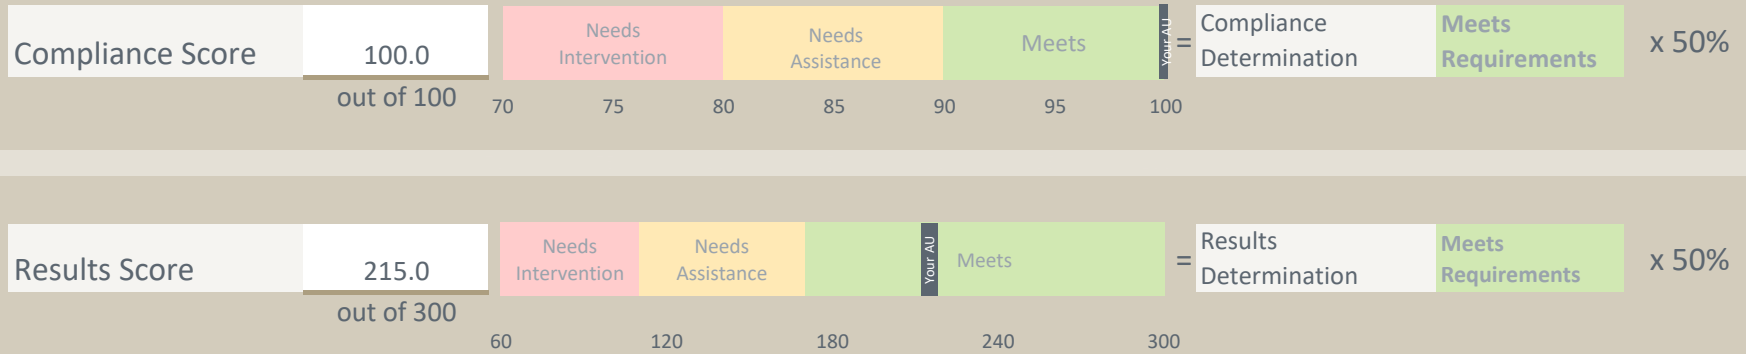 Compliance Score
100.0
out of 100
Needs
Intervention
Needs
Assistance
Meets
Your AU
=
Compliance
Determination
Meets
Requirements
x 50%
70 75 80 85 90 95 100
Results Score
215.0
out of 300
Needs
Intervention
Needs
Assistance
Your AU
Meets
=
Results
Determination
Meets
Requirements
x 50%
60 120 180 240 300